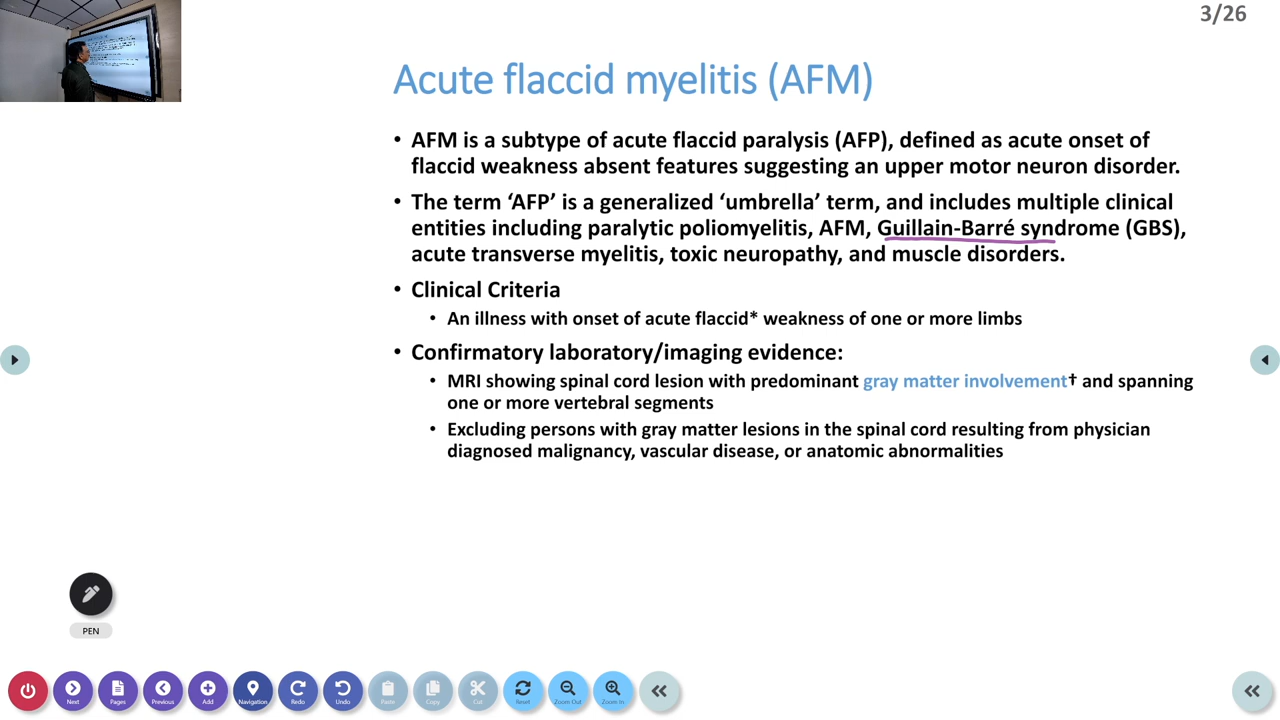 3/26
Acute flaccid myelitis (AFM)
• AFM is a subtype of acute flaccid paralysis (AFP), defined as acute onset of
flaccid weakness absent features suggesting an upper motor neuron disorder.
• The term ‘AFP’ is a generalized ‘umbrella’ term, and includes multiple clinical
entities including paralytic poliomyelitis, AFM, Guillain-Barré syndrome (GBS),
acute transverse myelitis, toxic neuropathy, and muscle disorders.
• Clinical Criteria
• An illness with onset of acute flaccid* weakness of one or more limbs
• Confirmatory laboratory/imaging evidence:
• MRI showing spinal cord lesion with predominant gray matter involvement† and spanning
one or more vertebral segments
• Excluding persons with gray matter lesions in the spinal cord resulting from physician
diagnosed malignancy, vascular disease, or anatomic abnormalities
PEN
Next Pages Previous Add Navigation Redo Undo Paste Copy Cut Reset Zoom Out Zoom In